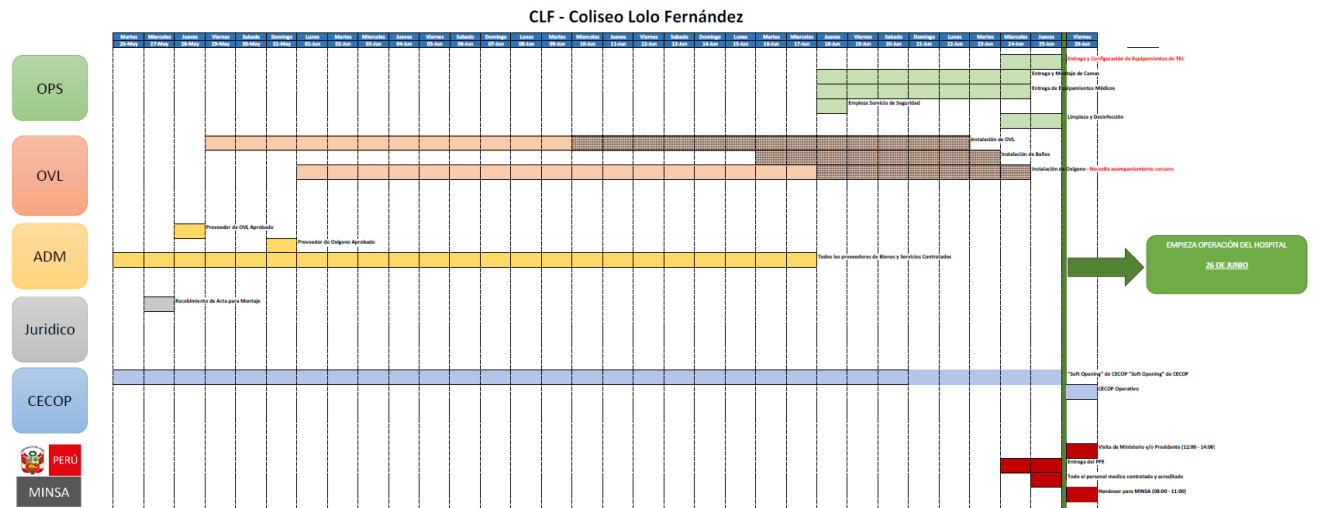 CLF - Coliseo Lolo Fernández
Martes Miercoles Jueves Viernes Sabado Domingo Lunes Martes Miercoles Jueves Viernes Sabado Domingo Lunes Martes Miercoles Jueves Viernes Sabado Domingo Lunes Martes Miercoles Jueves Viernes Sabado Domingo Lunes Martes Miercoles Jueves Viernes
26-May 27-May 28-May 29-May 30-May 31-May 01-Jun 02-Jun 03-Jun 04-Jun 05-Jun 06-Jun 07-Jun 08-Jun 09-Jun 10-Jun 11-Jun 12-Jun 13-Jun 14-Jun 15-Jun 16-Jun 17-Jun 18-Jun 19-Jun 20-Jun 21-Jun 22-Jun 23-Jun 24-Jun 25-Jun 26-Jun
OPS
Entrega y Configuración de Equipamientos de TEC
Entrega y Montaje de Camas
Entrega de Equipamientos Médicos
Empieza Servicio de Seguridad
Limpieza y Desinfección
OVL
Instalación de OVL
Instalación de Baños
Instalación de Oxigeno - Necesita acompaniamiento cercano
ADM
Proveedor de OVL Aprobado
Proveedor de Oxigeno Aprobado
Todos los proveedores de Bienes y Servicios Contratados
EMPIEZA OPERACIÓN DEL HOSPITAL
26 DE JUNIO
Juridico
Recebimiento de Acta para Montaje
CECOP
"Soft Opening" de CECOP "Soft Opening" de CECOP
CECOP Operativo
PERÚ
MINSA
Visita de Ministerio y/o Presidente (12:00 - 14:00)
Entrega del PPE
Todo el personal medico contratado y acreditado
Handover para MINSA (08:00 - 11:00)